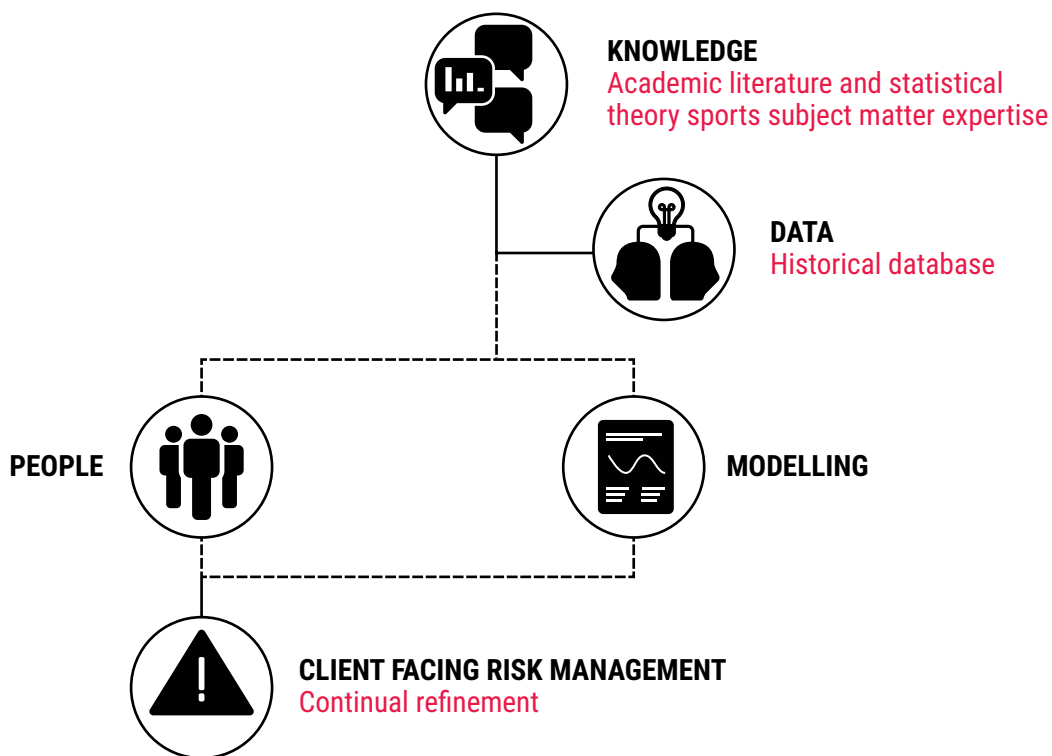 KNOWLEDGE
Academic literature and statistical
theory sports subject matter expertise
DATA
Historical database
PEOPLE
MODELLING
CLIENT FACING RISK MANAGEMENT
Continual refinement